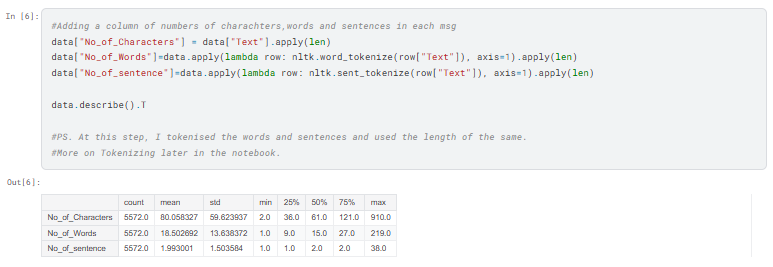 In [6]:
#Adding a column of numbers of charachters,words and sentences in each msg
data["No_of_Characters"] = data["Text"].apply(len)
data["No_of_Words"]=data.apply(lambda row: nltk.word_tokenize(row["Text"]), axis=1).apply(len)
data["No_of_sentence"]=data.apply(lambda row: nltk.sent_tokenize(row["Text"]), axis=1).apply(len)
data.describe().T
#PS. At this step, I tokenised the words and sentences and used the length of the same.
#More on Tokenizing later in the notebook.
Out[6]:
count mean std min 25% 50% 75% max
No_of_Characters 5572.0 80.058327 59.623937 2.0 36.0 61.0 121.0 910.0
No_of_Words 5572.0 18.502692 13.638372 1.0 9.0 15.0 27.0 219.0
No_of_sentence 5572.0 1.993001 1.503584 1.0 1.0 2.0 2.0 38.0